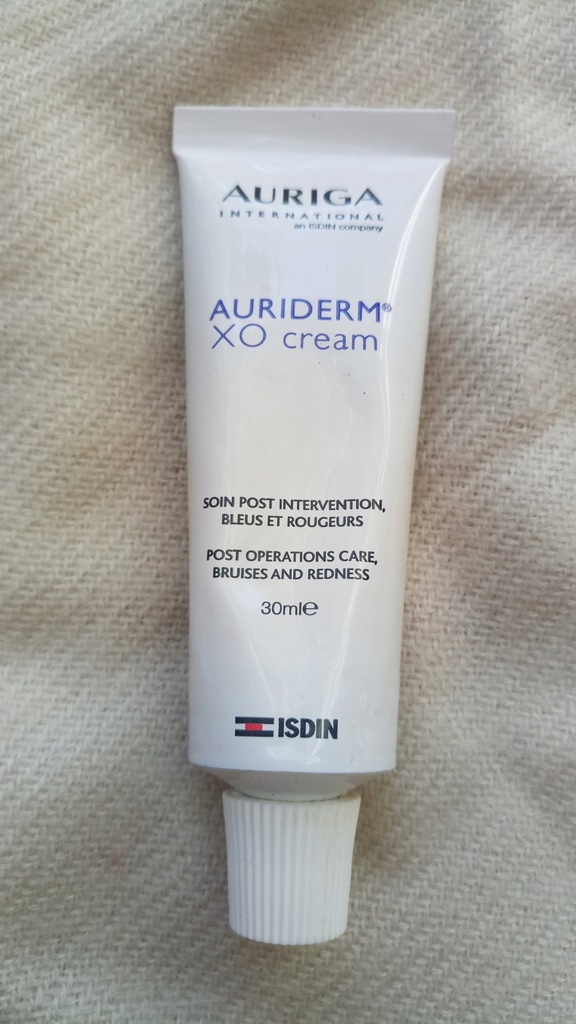 AURIGA
INTERNATIONAL
an ISDIN company
AURIDERM®
XO cream
SOIN POST INTERVENTION,
BLEUS ET ROUGEURS
POST OPERATIONS CARE,
BRUISES AND REDNESS
30ml℮
ISDIN